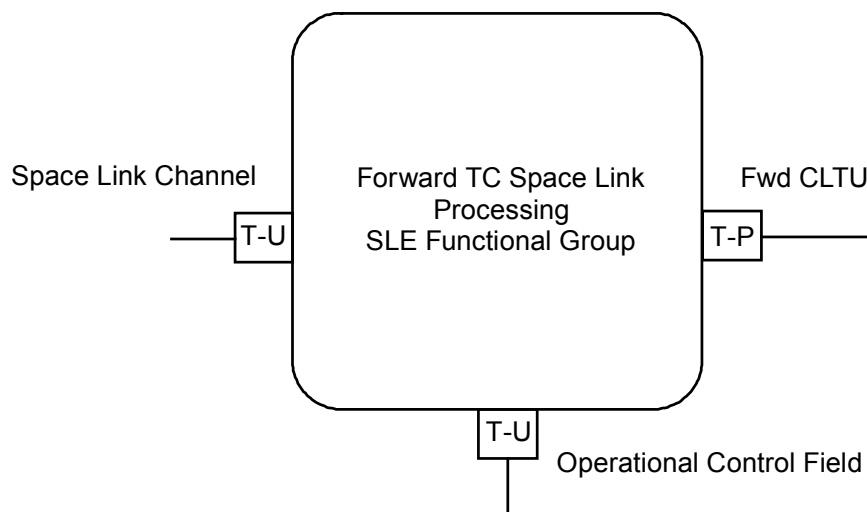 Space Link Channel
Forward TC Space Link
Processing
SLE Functional Group
Fwd CLTU
T-U
T-P
T-U
Operational Control Field